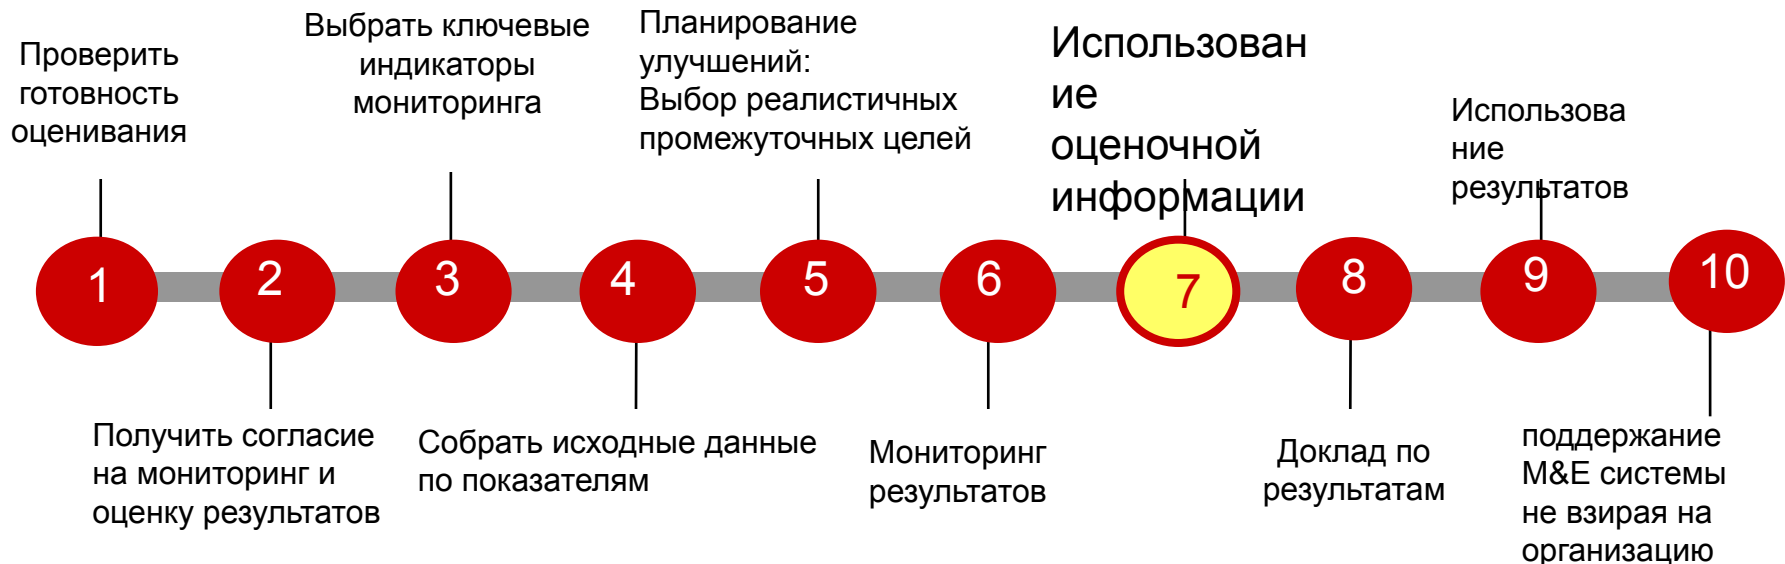 Проверить
готовность
оценивания
Выбрать ключевые
индикаторы
мониторинга
Планирование
улучшений:
Выбор реалистичных
промежуточных целей
Использован
ие
оценочной
информации
Использова
ние
результатов
1
2
3
4
5
6
7
8
9
10
Получить согласие
на мониторинг и
оценку результатов
Собрать исходные данные
по показателям
Мониторинг
результатов
Доклад по
результатам
поддержание
M&E системы
не взирая на
организацию